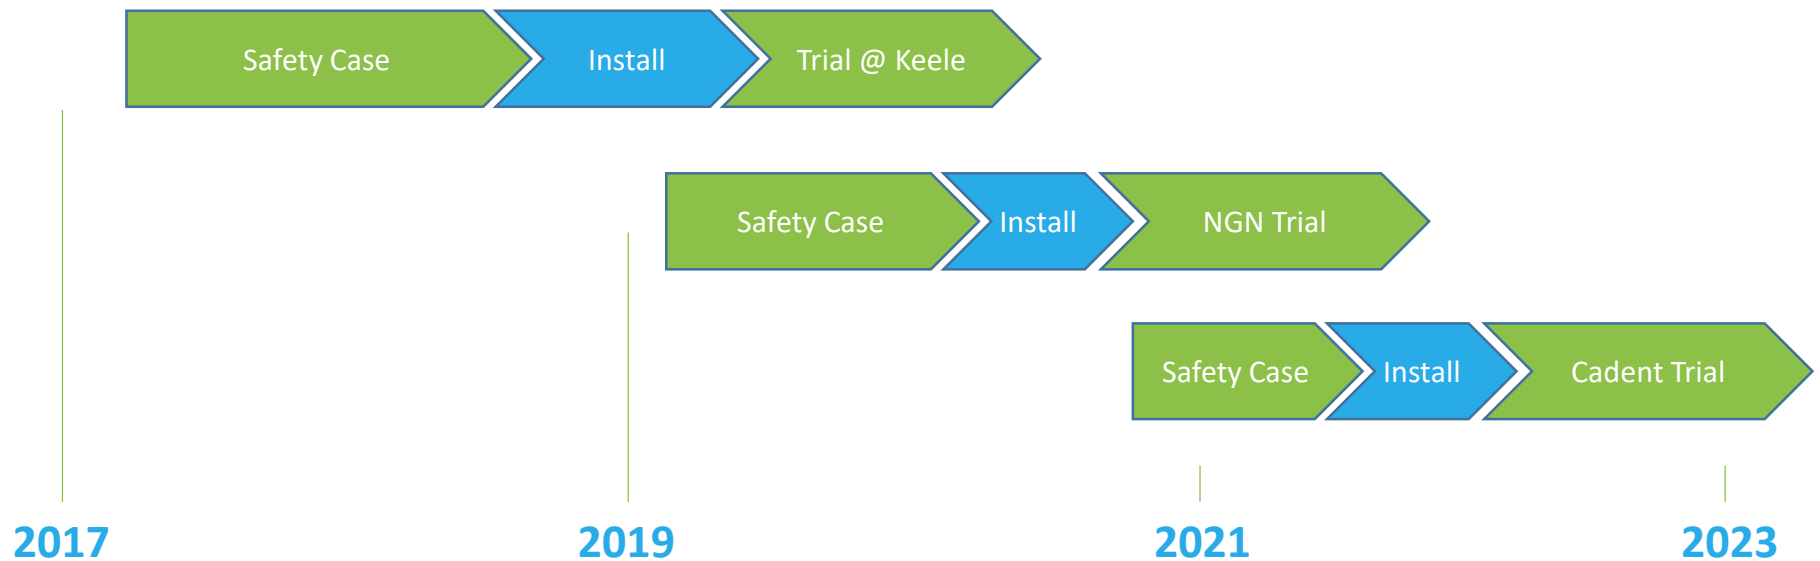 Safety Case
Install
Trial @ Keele
Safety Case
Install
NGN Trial
Safety Case
Install
Cadent Trial
2017
2019
2021
2023